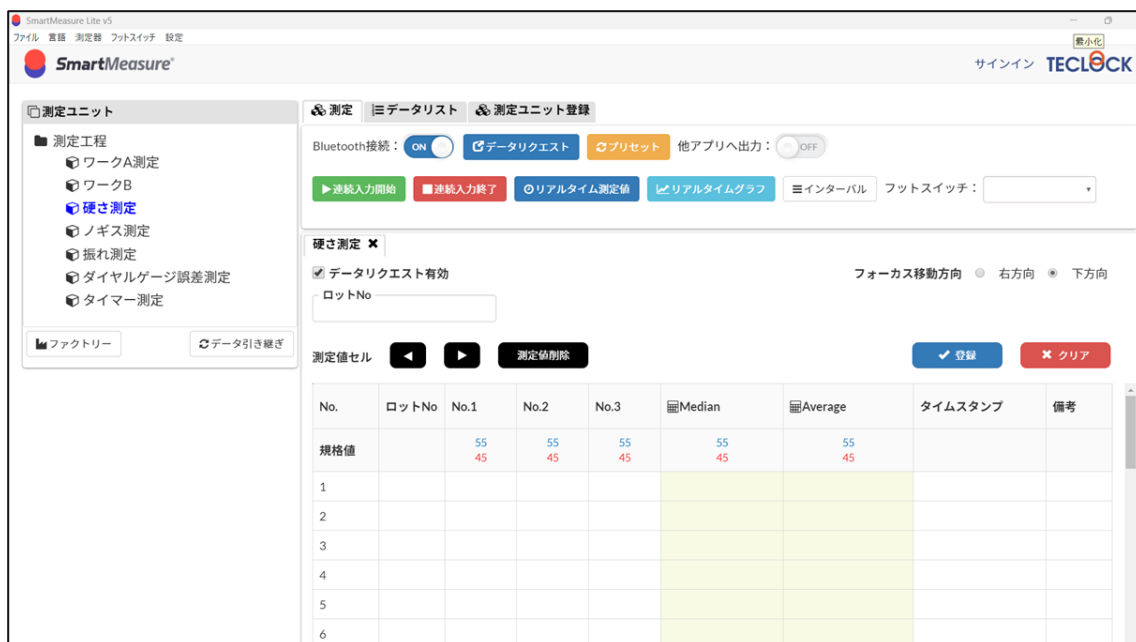 SmartMeasure Lite v5
ファイル 言語 測定器 フットスイッチ 設定
最小化
SmartMeasure®
サインイン TECLOCK
測定ユニット
測定工程
ワークA測定
ワークB
硬さ測定
ノギス測定
振れ測定
ダイヤルゲージ誤差測定
タイマー測定
ファクトリー データ引き継ぎ
測定 データリスト 測定ユニット登録
Bluetooth接続： ON データリクエスト プリセット 他アプリへ出力： OFF
連続入力開始 連続入力終了 リアルタイム測定値 リアルタイムグラフ インターバル フットスイッチ：
硬さ測定
データリクエスト有効 フォーカス移動方向 右方向 下方向
ロットNo
測定値セル 測定値削除 登録 クリア
No. ロットNo No.1 No.2 No.3 Median Average タイムスタンプ 備考
規格値 55 55 55 55 55
45 45 45 45 45
1
2
3
4
5
6